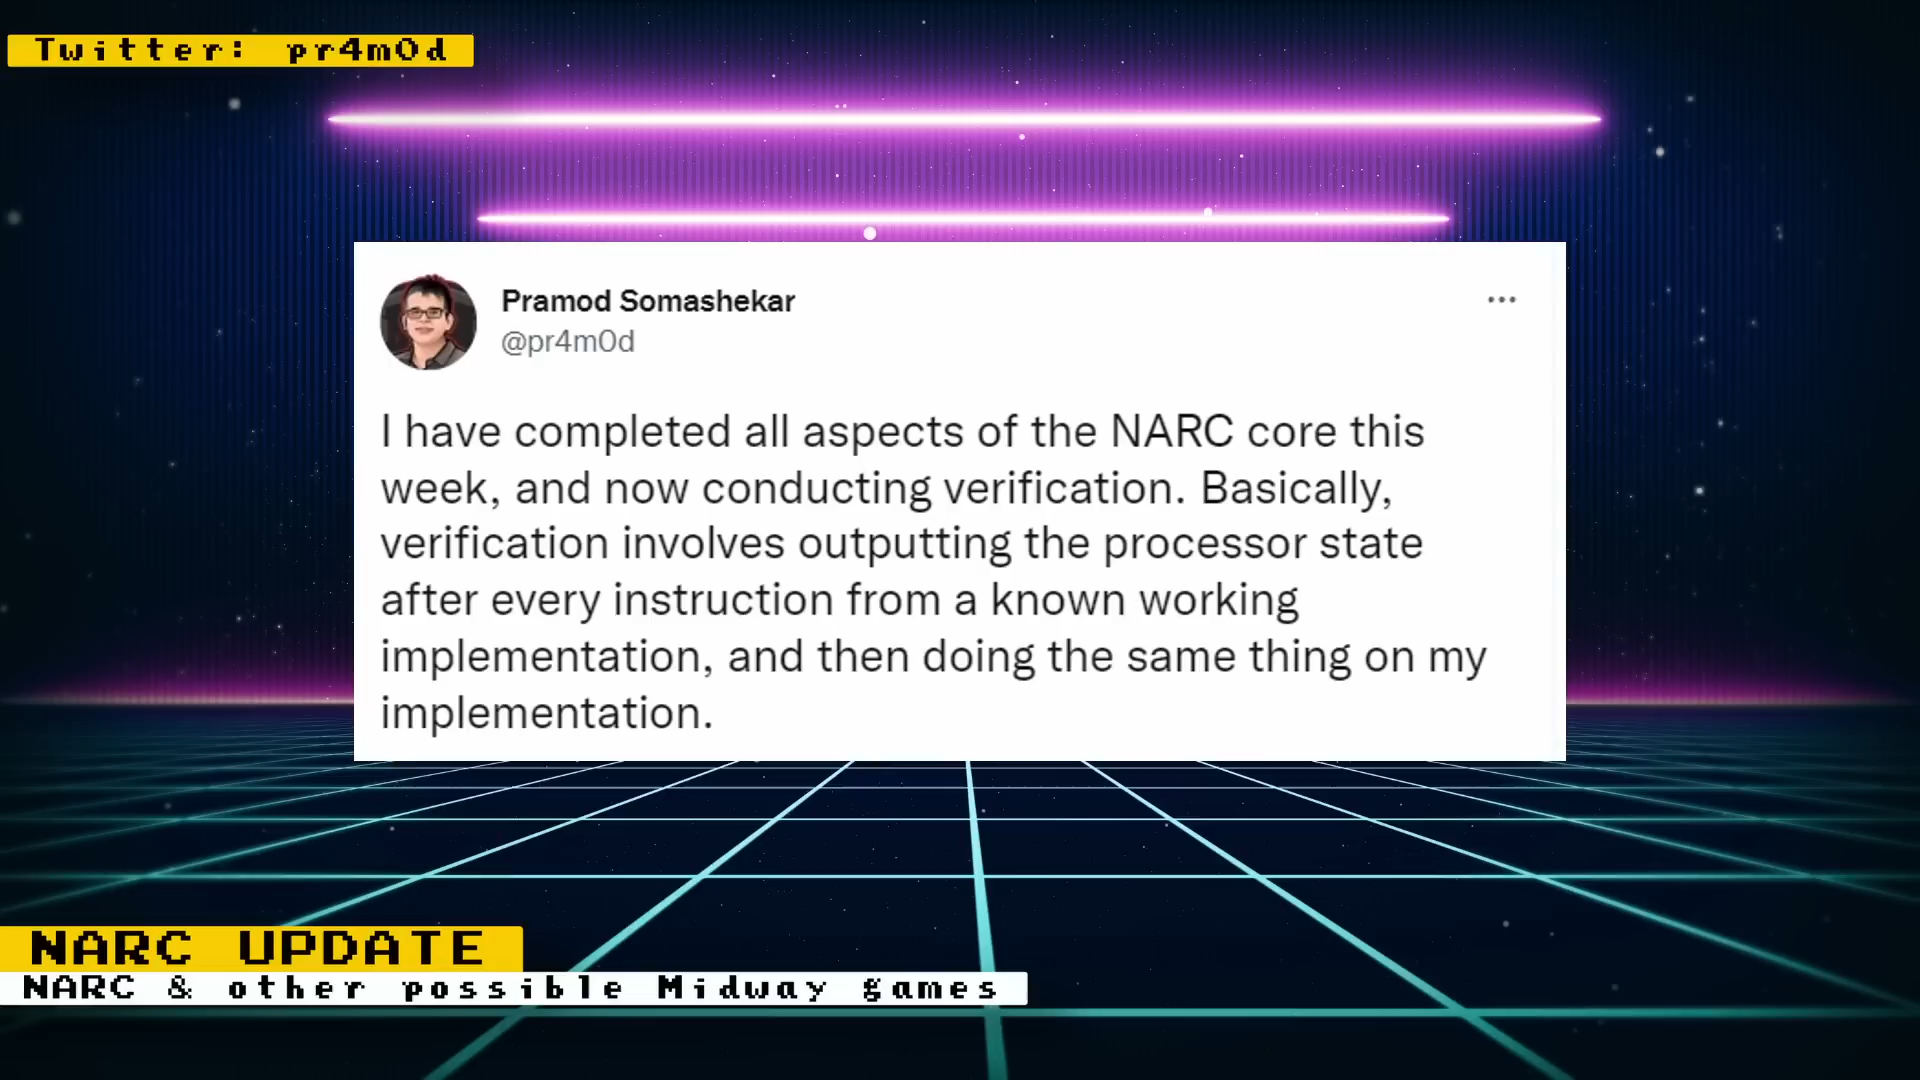 Twitter: pr4m0d
Pramod Somashekar
@pr4m0d
I have completed all aspects of the NARC core this
week, and now conducting verification. Basically,
verification involves outputting the processor state
after every instruction from a known working
implementation, and then doing the same thing on my
implementation.
NARC UPDATE
NARC & other possible Midway games